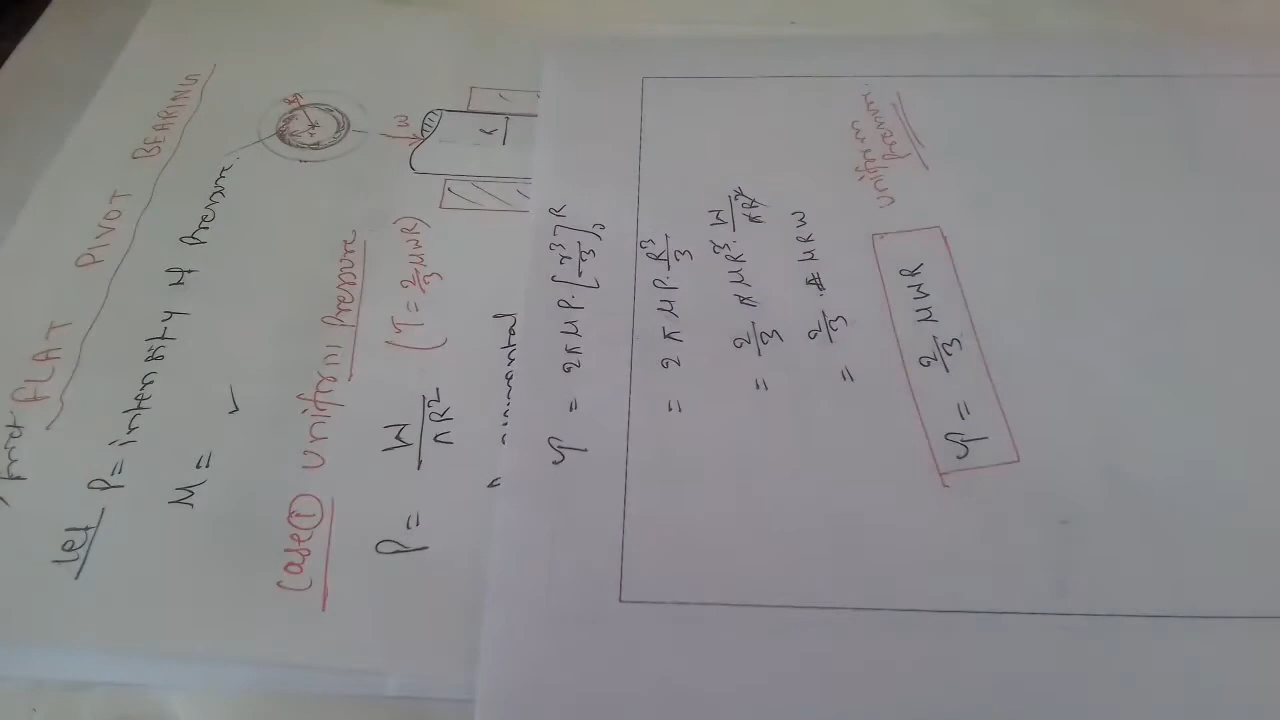 FLAT PIVOT BEARING
Let P = intensity of pressure.
μ = ✓
W
R
Case (i) Uniform pressure
P = W/πR² (T = 2/3 μWR)
T = 2πμP.[r³/3]₀ᴿ
= 2πμP.R³/3
= 2/3 πμR³. W/πR²
= 2/3 . μRW
T = 2/3 μWR
uniform
pressure.